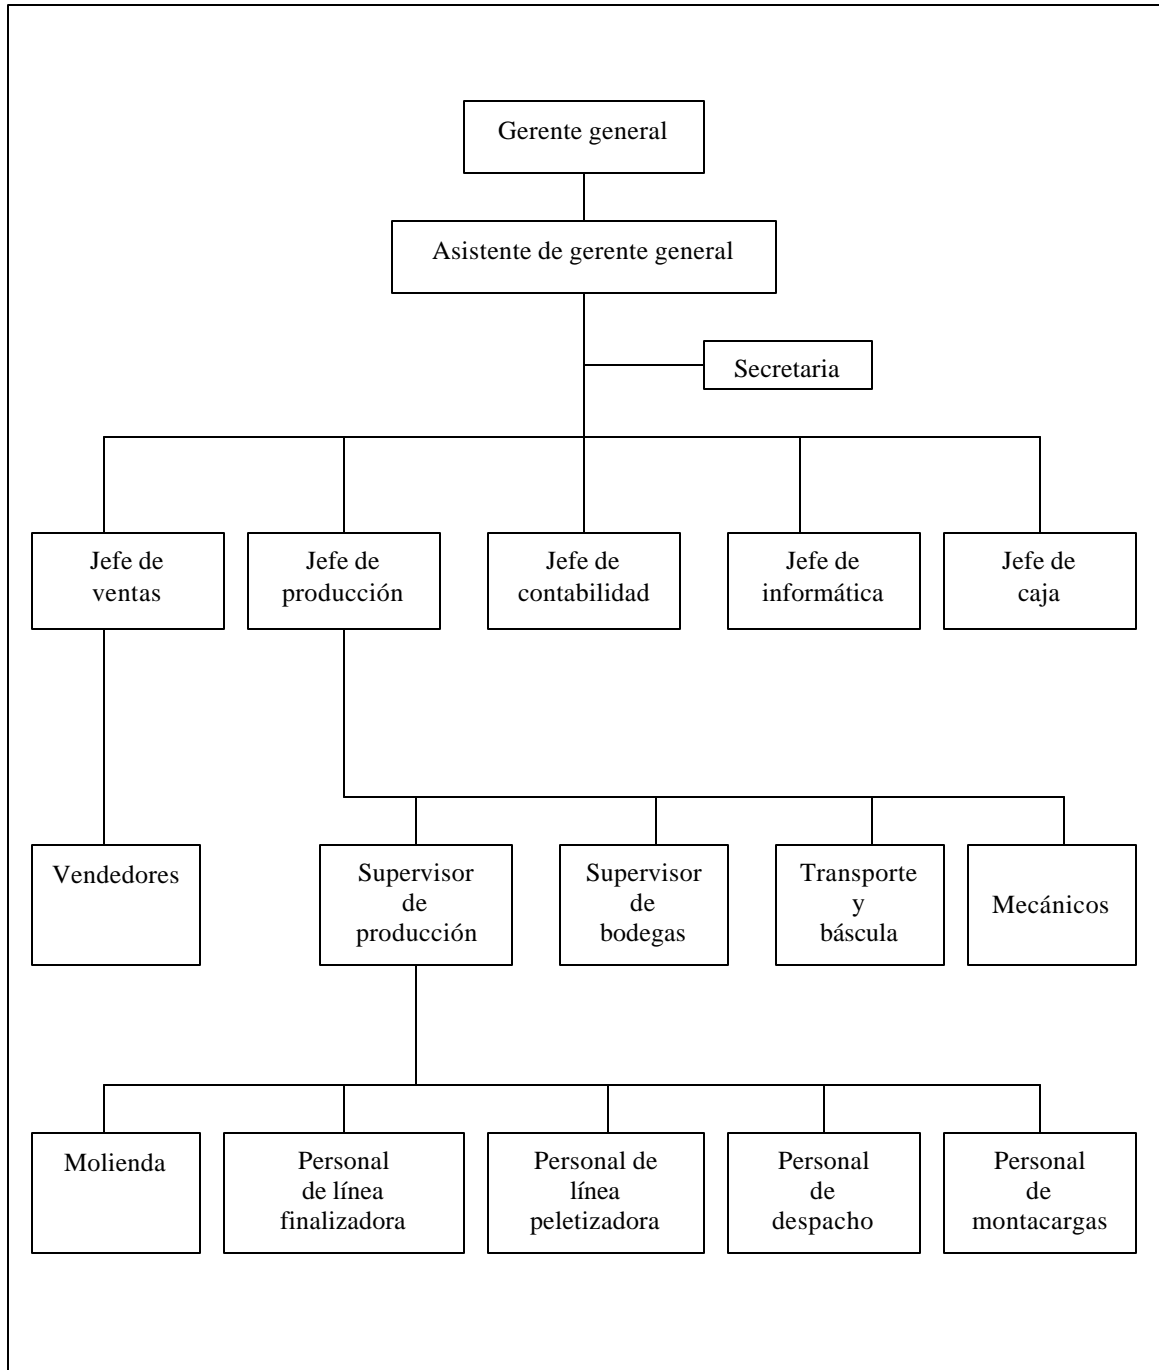 Gerente general
Asistente de gerente general
Secretaria
Jefe de
ventas
Jefe de
producción
Jefe de
contabilidad
Jefe de
informática
Jefe de
caja
Vendedores
Supervisor
de
producción
Supervisor
de
bodegas
Transporte
y
báscula
Mecánicos
Molienda
Personal
de línea
finalizadora
Personal de
línea
peletizadora
Personal
de
despacho
Personal
de
montacargas